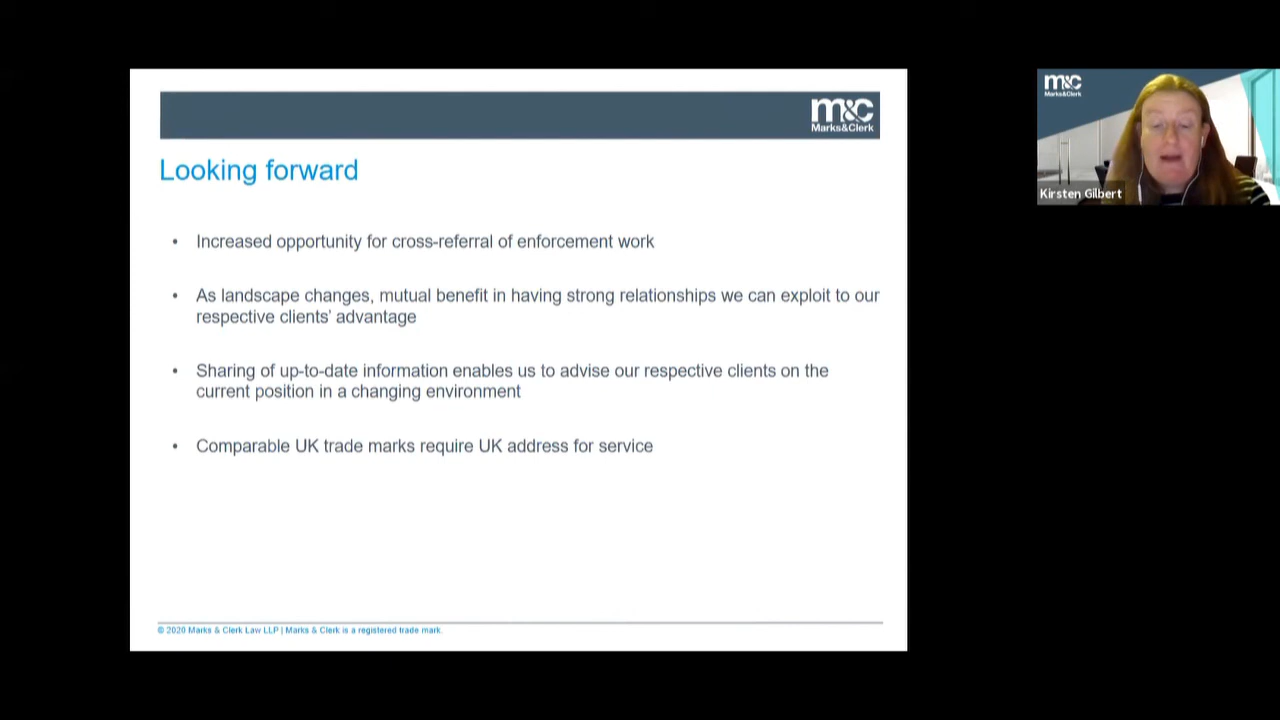 m&c
Marks&Clerk
Looking forward
• Increased opportunity for cross-referral of enforcement work
• As landscape changes, mutual benefit in having strong relationships we can exploit to our
respective clients' advantage
• Sharing of up-to-date information enables us to advise our respective clients on the
current position in a changing environment
• Comparable UK trade marks require UK address for service
© 2020 Marks & Clerk Law LLP | Marks & Clerk is a registered trade mark.
m&c
Marks&Clerk
Kirsten Gilbert